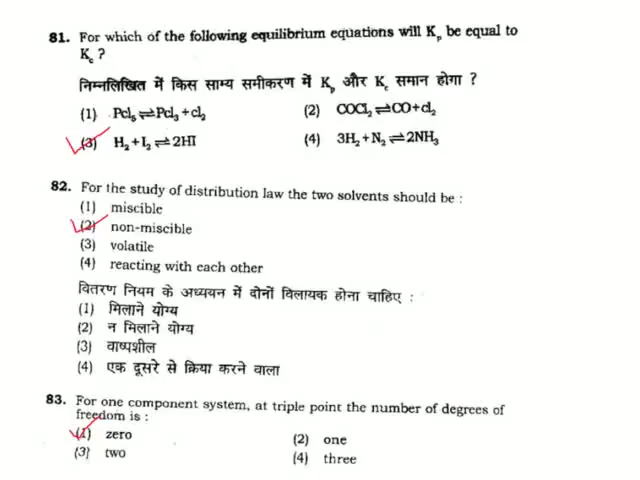 81. For which of the following equilibrium equations will Kₚ be equal to
K꜀ ?
निम्नलिखित में किस साम्य समीकरण में Kₚ और K꜀ समान होगा ?
(1) Pcl₅ ⇌ Pcl₃ + cl₂ (2) COCl₂ ⇌ CO + cl₂
(3) H₂ + I₂ ⇌ 2HI (4) 3H₂ + N₂ ⇌ 2NH₃
82. For the study of distribution law the two solvents should be :
(1) miscible
(2) non-miscible
(3) volatile
(4) reacting with each other
वितरण नियम के अध्ययन में दोनों विलायक होना चाहिए :
(1) मिलाने योग्य
(2) न मिलाने योग्य
(3) वाष्पशील
(4) एक दूसरे से क्रिया करने वाला
83. For one component system, at triple point the number of degrees of
freedom is :
(1) zero (2) one
(3) two (4) three